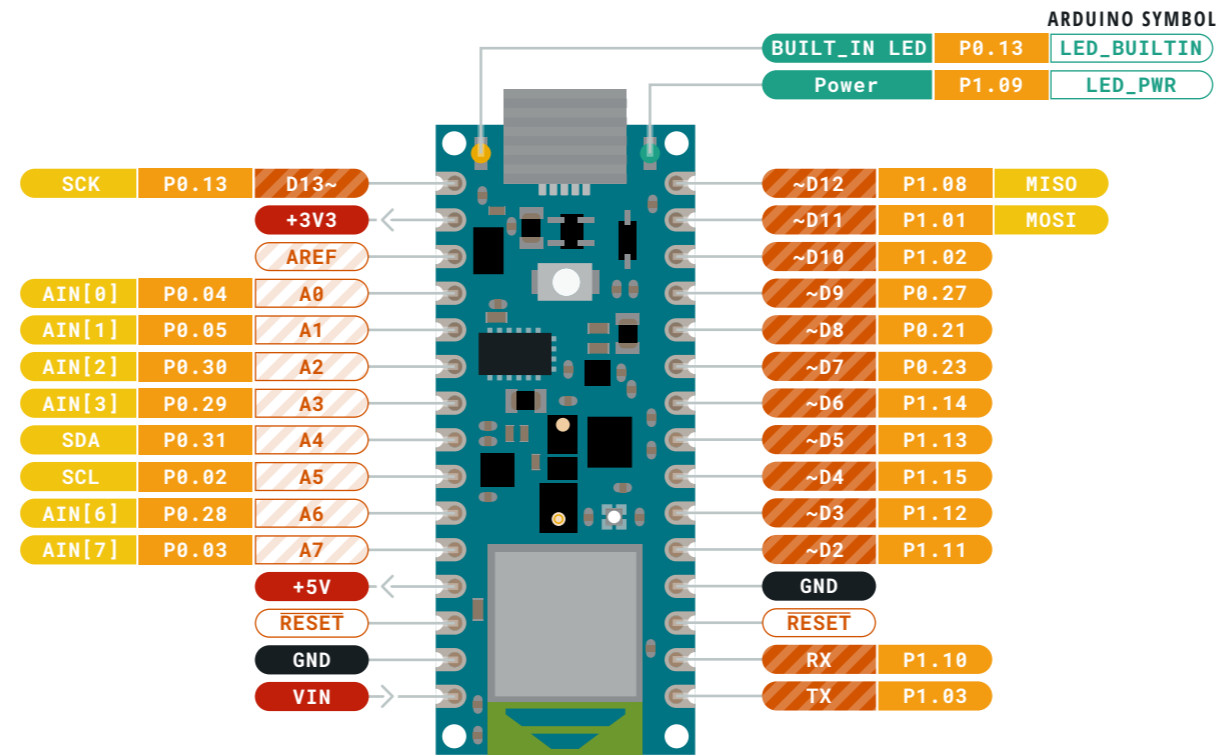 ARDUINO SYMBOL
BUILT_IN LED P0.13 LED_BUILTIN
Power P1.09 LED_PWR
SCK P0.13 D13~ ~D12 P1.08 MISO
+3V3 ~D11 P1.01 MOSI
AREF ~D10 P1.02
AIN[0] P0.04 A0 ~D9 P0.27
AIN[1] P0.05 A1 ~D8 P0.21
AIN[2] P0.30 A2 ~D7 P0.23
AIN[3] P0.29 A3 ~D6 P1.14
SDA P0.31 A4 ~D5 P1.13
SCL P0.02 A5 ~D4 P1.15
AIN[6] P0.28 A6 ~D3 P1.12
AIN[7] P0.03 A7 ~D2 P1.11
+5V GND
RESET RESET
GND RX P1.10
VIN TX P1.03